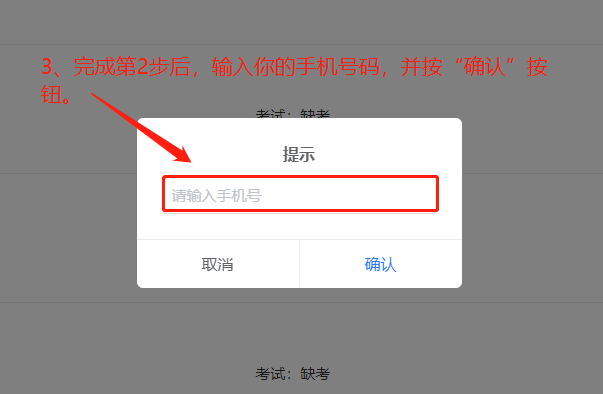 3、完成第2步后，输入你的手机号码，并按“确认”按
钮。
考试：缺考
提示
请输入手机号
取消
确认
考试：缺考